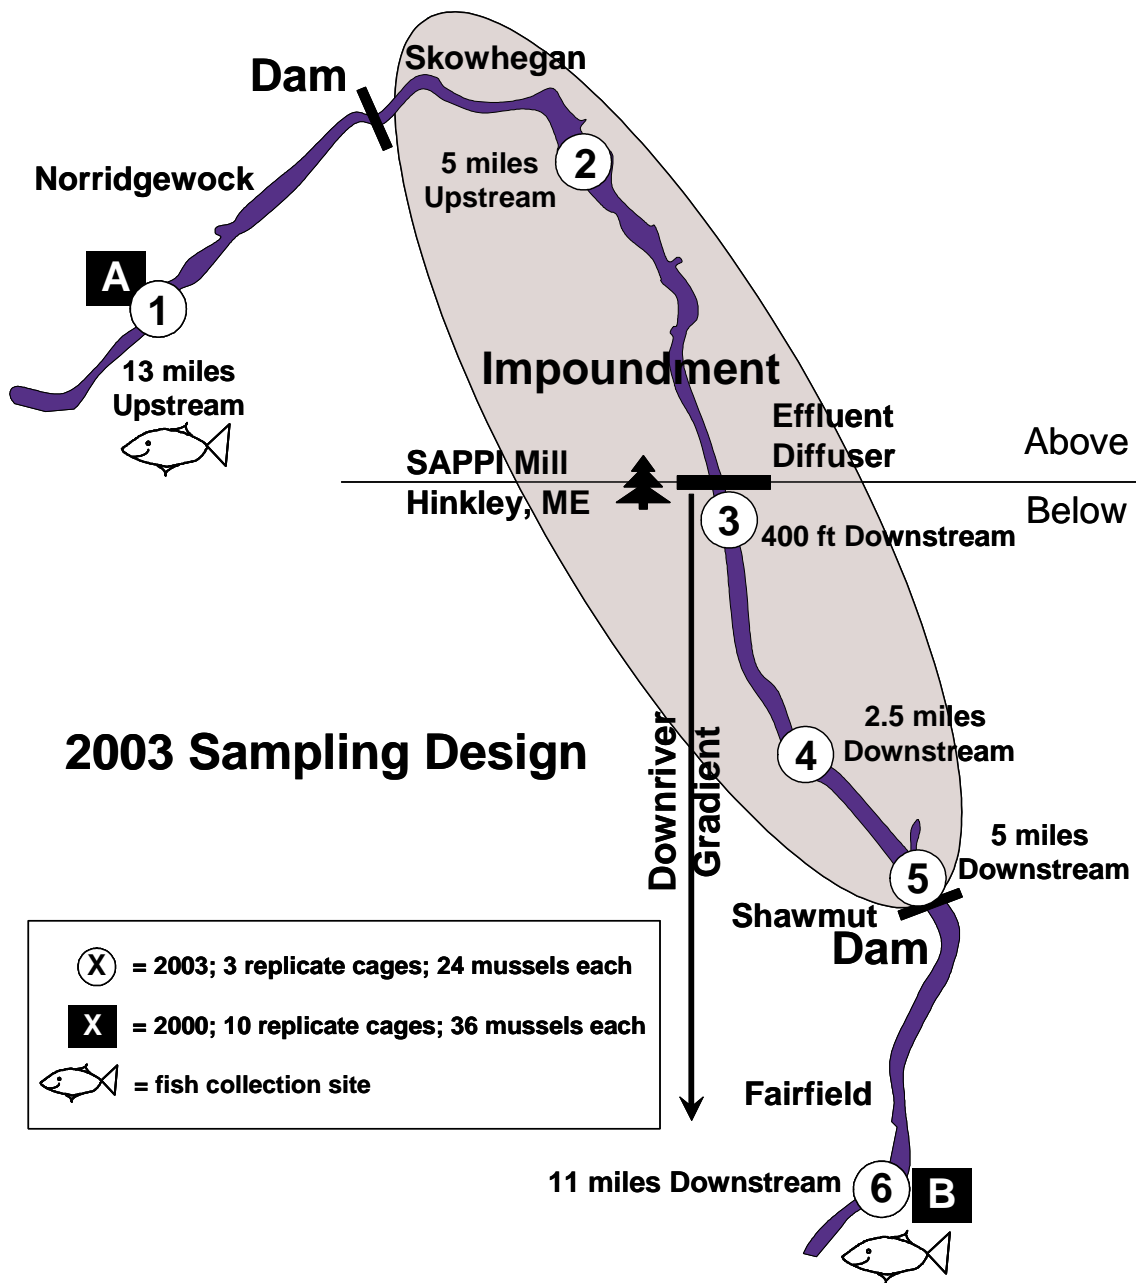 Skowhegan
Dam
5 miles
Upstream
2
Norridgewock
A
1
13 miles
Upstream
Impoundment
Effluent
Diffuser
Above
SAPPI Mill
Hinkley, ME
Below
3
400 ft Downstream
2.5 miles
Downstream
4
Downriver
Gradient
2003 Sampling Design
5 miles
Downstream
5
Shawmut
Dam
X = 2003; 3 replicate cages; 24 mussels each
X = 2000; 10 replicate cages; 36 mussels each
= fish collection site
Fairfield
11 miles Downstream
6
B